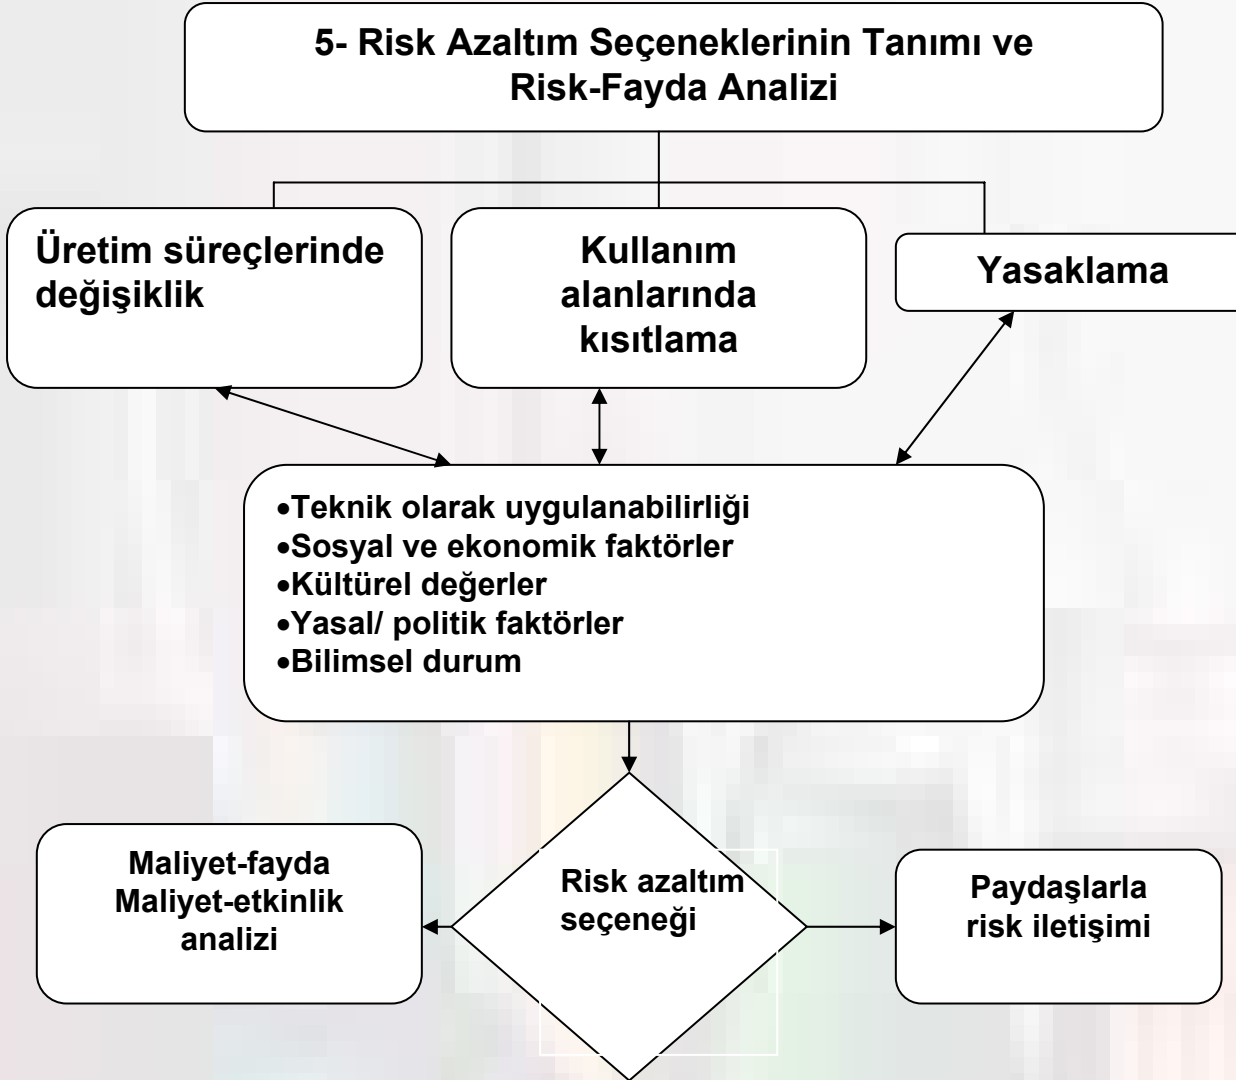 5- Risk Azaltım Seçeneklerinin Tanımı ve
Risk-Fayda Analizi
Üretim süreçlerinde
değişiklik
Kullanım
alanlarında
kısıtlama
Yasaklama
•Teknik olarak uygulanabilirliği
•Sosyal ve ekonomik faktörler
•Kültürel değerler
•Yasal/ politik faktörler
•Bilimsel durum
Maliyet-fayda
Maliyet-etkinlik
analizi
Risk azaltım
seçeneği
Paydaşlarla
risk iletişimi